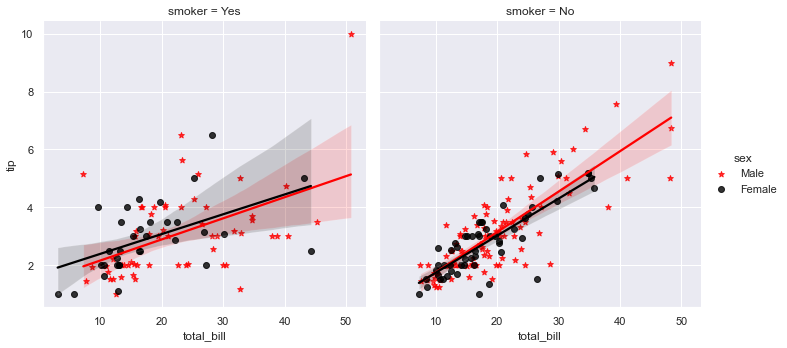 smoker = Yes
smoker = No
10
8
6
4
2
tip
10 20 30 40 50
10 20 30 40 50
total_bill
total_bill
sex
Male
Female